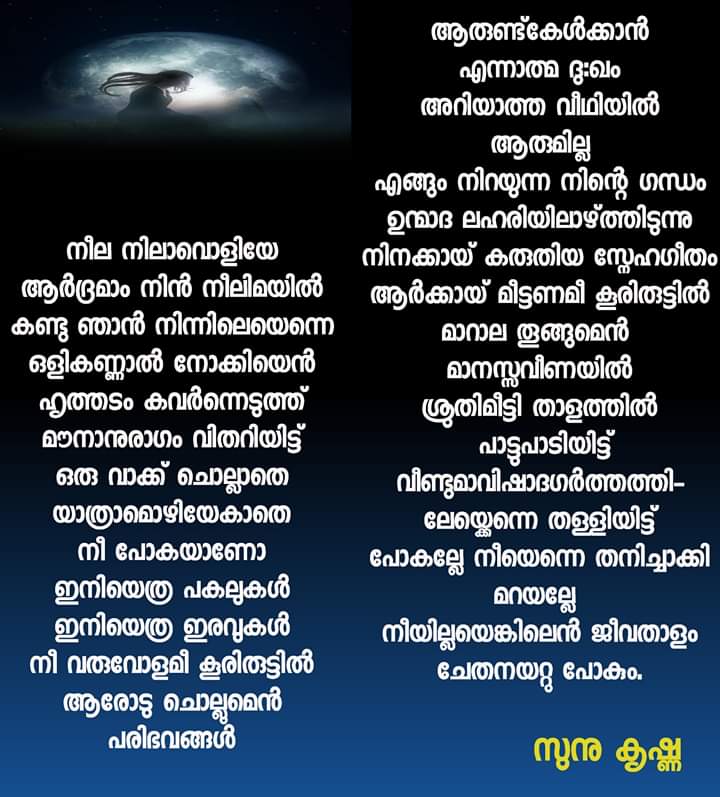 നീല നിലാവൊളിയേ
ആർദ്രമാം നിൻ നീലിമയിൽ
കണ്ടു ഞാൻ നിന്നിലെയെന്നെ
ഒളികണ്ണാൽ നോക്കിയെൻ
ഹൃത്തടം കവർന്നെടുത്ത്
മൗനാനുരാഗം വിതറിയിട്ട്
ഒരു വാക്ക് ചൊല്ലാതെ
യാത്രാമൊഴിയേകാതെ
നീ പോകയാണോ
ഇനിയെത്ര പകലുകൾ
ഇനിയെത്ര ഇരവുകൾ
നീ വരുവോളമീ കൂരിരുട്ടിൽ
ആരോടു ചൊല്ലുമെൻ
പരിഭവങ്ങൾ
ആരുണ്ട്കേൾക്കാൻ
എന്നാത്മ ദു:ഖം
അറിയാത്ത വീഥിയിൽ
ആരുമില്ല
എങ്ങും നിറയുന്ന നിന്റെ ഗന്ധം
ഉന്മാദ ലഹരിയിലാഴ്ത്തിടുന്നു
നിനക്കായ് കരുതിയ സ്നേഹഗീതം
ആർക്കായ് മീട്ടണമീ കൂരിരുട്ടിൽ
മാറാല തൂങ്ങുമെൻ
മാനസ്സവീണയിൽ
ശ്രുതിമീട്ടി താളത്തിൽ
പാട്ടുപാടിയിട്ട്
വീണ്ടുമാവിഷാദഗർത്തത്തി-
ലേയ്ക്കെന്നെ തള്ളിയിട്ട്
പോകല്ലേ നീയെന്നെ തനിച്ചാക്കി
മറയല്ലേ
നീയില്ലയെങ്കിലെൻ ജീവതാളം
ചേതനയറ്റു പോകും.
സുനു കൃഷ്ണ